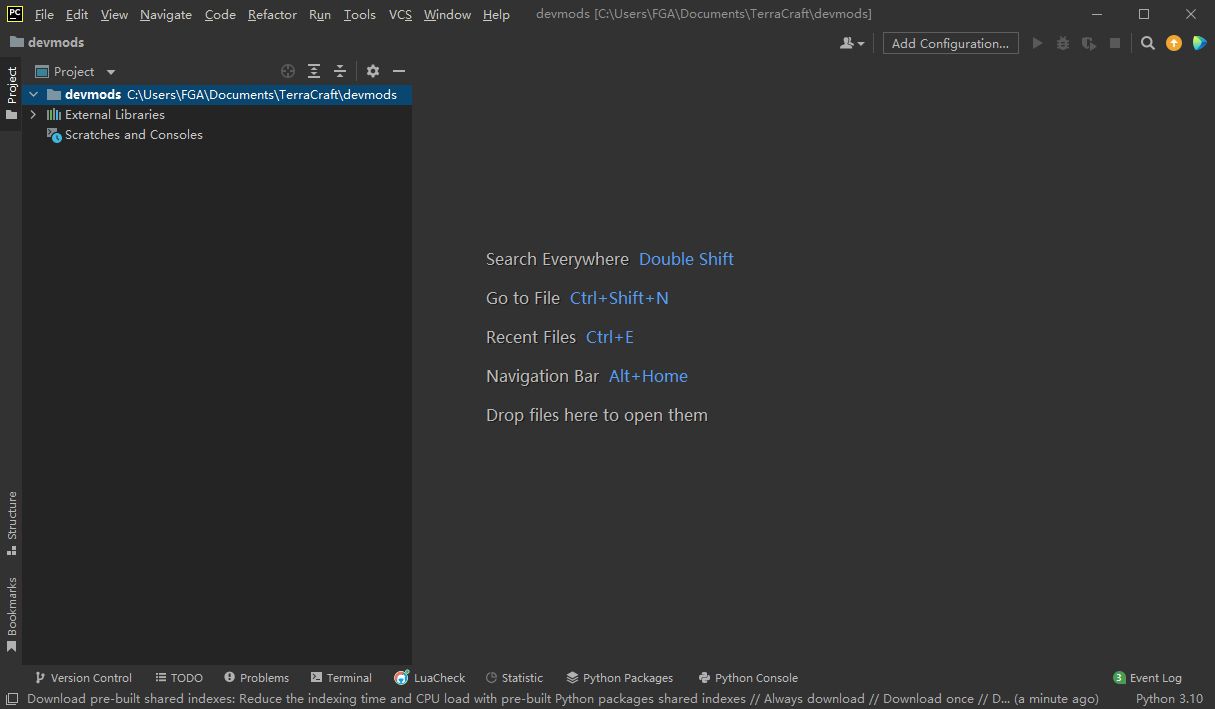 PC File Edit View Navigate Code Refactor Run Tools VCS Window Help devmods [C:\Users\FGA\Documents\TerraCraft\devmods]
devmods Add Configuration...
Project
Project
devmods C:\Users\FGA\Documents\TerraCraft\devmods
External Libraries
Scratches and Consoles
Search Everywhere Double Shift
Go to File Ctrl+Shift+N
Recent Files Ctrl+E
Navigation Bar Alt+Home
Drop files here to open them
Structure
Bookmarks
Version Control TODO Problems Terminal LuaCheck Statistic Python Packages Python Console 3 Event Log
Download pre-built shared indexes: Reduce the indexing time and CPU load with pre-built Python packages shared indexes // Always download // Download once // D... (a minute ago) Python 3.10